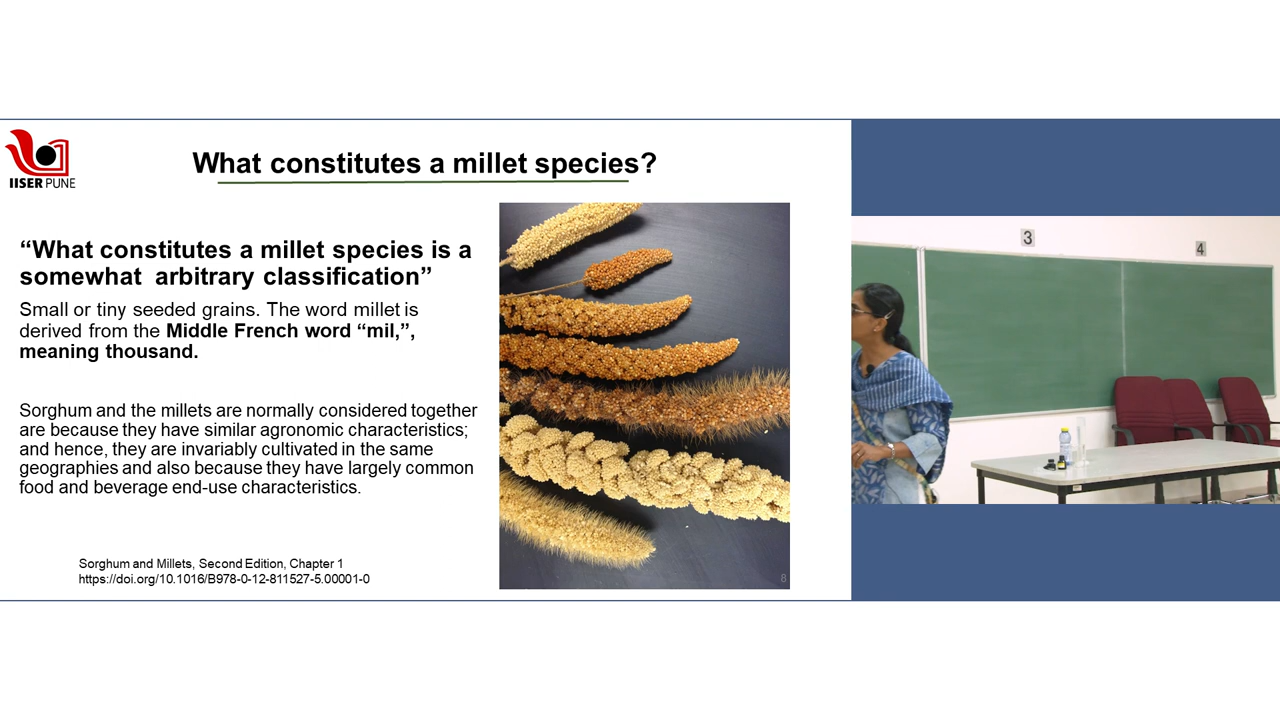 IISER PUNE
What constitutes a millet species?
“What constitutes a millet species is a
somewhat arbitrary classification”
Small or tiny seeded grains. The word millet is
derived from the Middle French word “mil,”,
meaning thousand.
Sorghum and the millets are normally considered together
are because they have similar agronomic characteristics;
and hence, they are invariably cultivated in the same
geographies and also because they have largely common
food and beverage end-use characteristics.
Sorghum and Millets, Second Edition, Chapter 1
https://doi.org/10.1016/B978-0-12-811527-5.00001-0
8
3
4